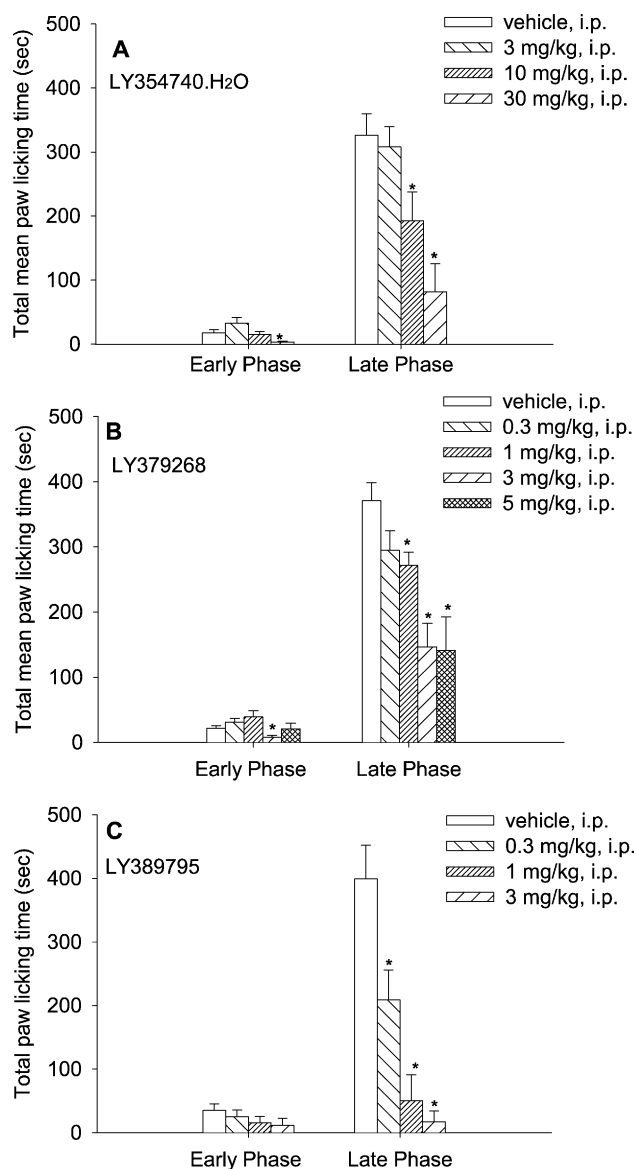 500
400
300
200
100
0
Total mean paw licking time (sec)
A
LY354740.H2O
vehicle, i.p.
3 mg/kg, i.p.
10 mg/kg, i.p.
30 mg/kg, i.p.
*
*
*
Early Phase
Late Phase
500
400
300
200
100
0
Total mean paw licking time (sec)
B
LY379268
vehicle, i.p.
0.3 mg/kg, i.p.
1 mg/kg, i.p.
3 mg/kg, i.p.
5 mg/kg, i.p.
*
*
*
*
Early Phase
Late Phase
500
400
300
200
100
0
Total paw licking time (sec)
C
LY389795
vehicle, i.p.
0.3 mg/kg, i.p.
1 mg/kg, i.p.
3 mg/kg, i.p.
*
*
*
Early Phase
Late Phase